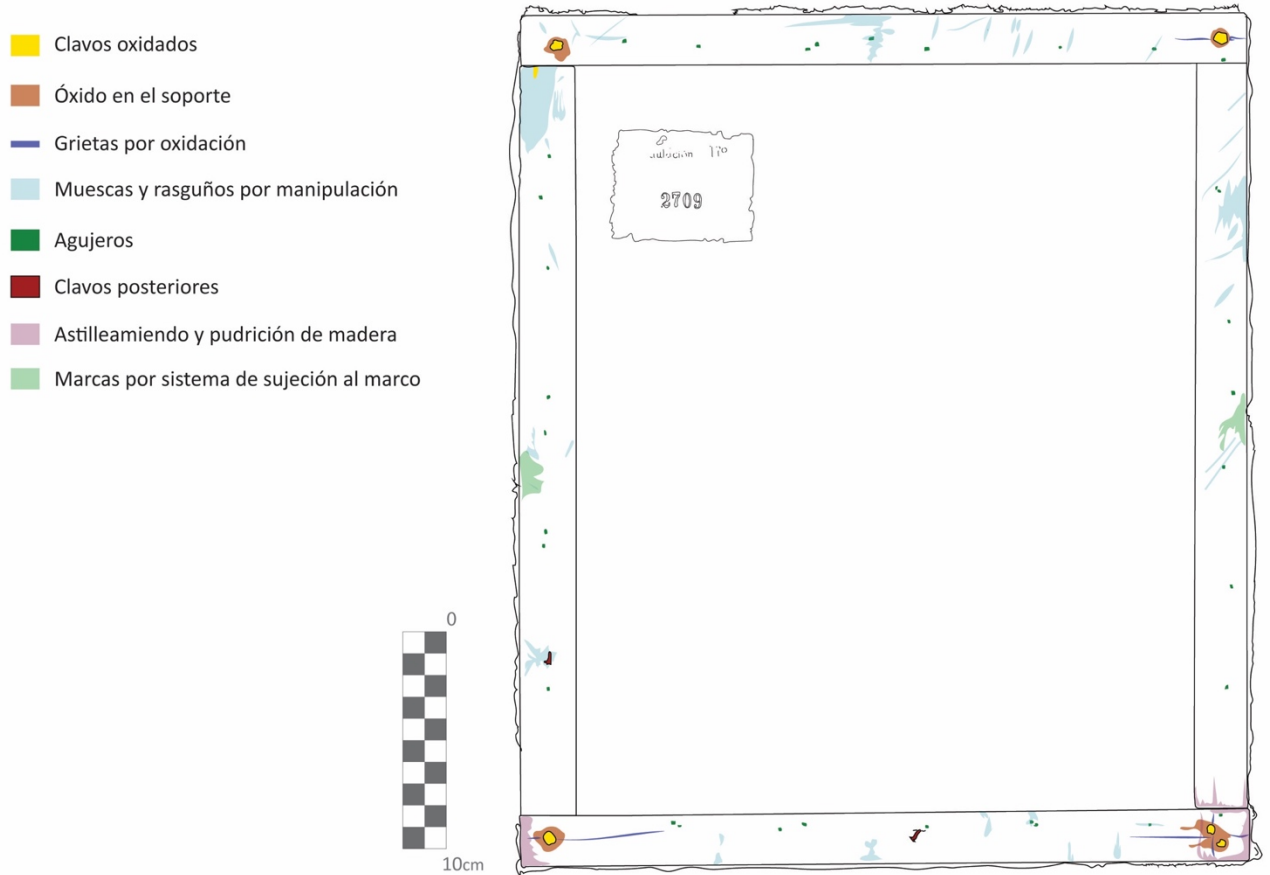 Clavos oxidados
Óxido en el soporte
Grietas por oxidación
Muescas y rasguños por manipulación
Agujeros
Clavos posteriores
Astilleamiendo y pudrición de madera
Marcas por sistema de sujeción al marco
2709
0
10cm